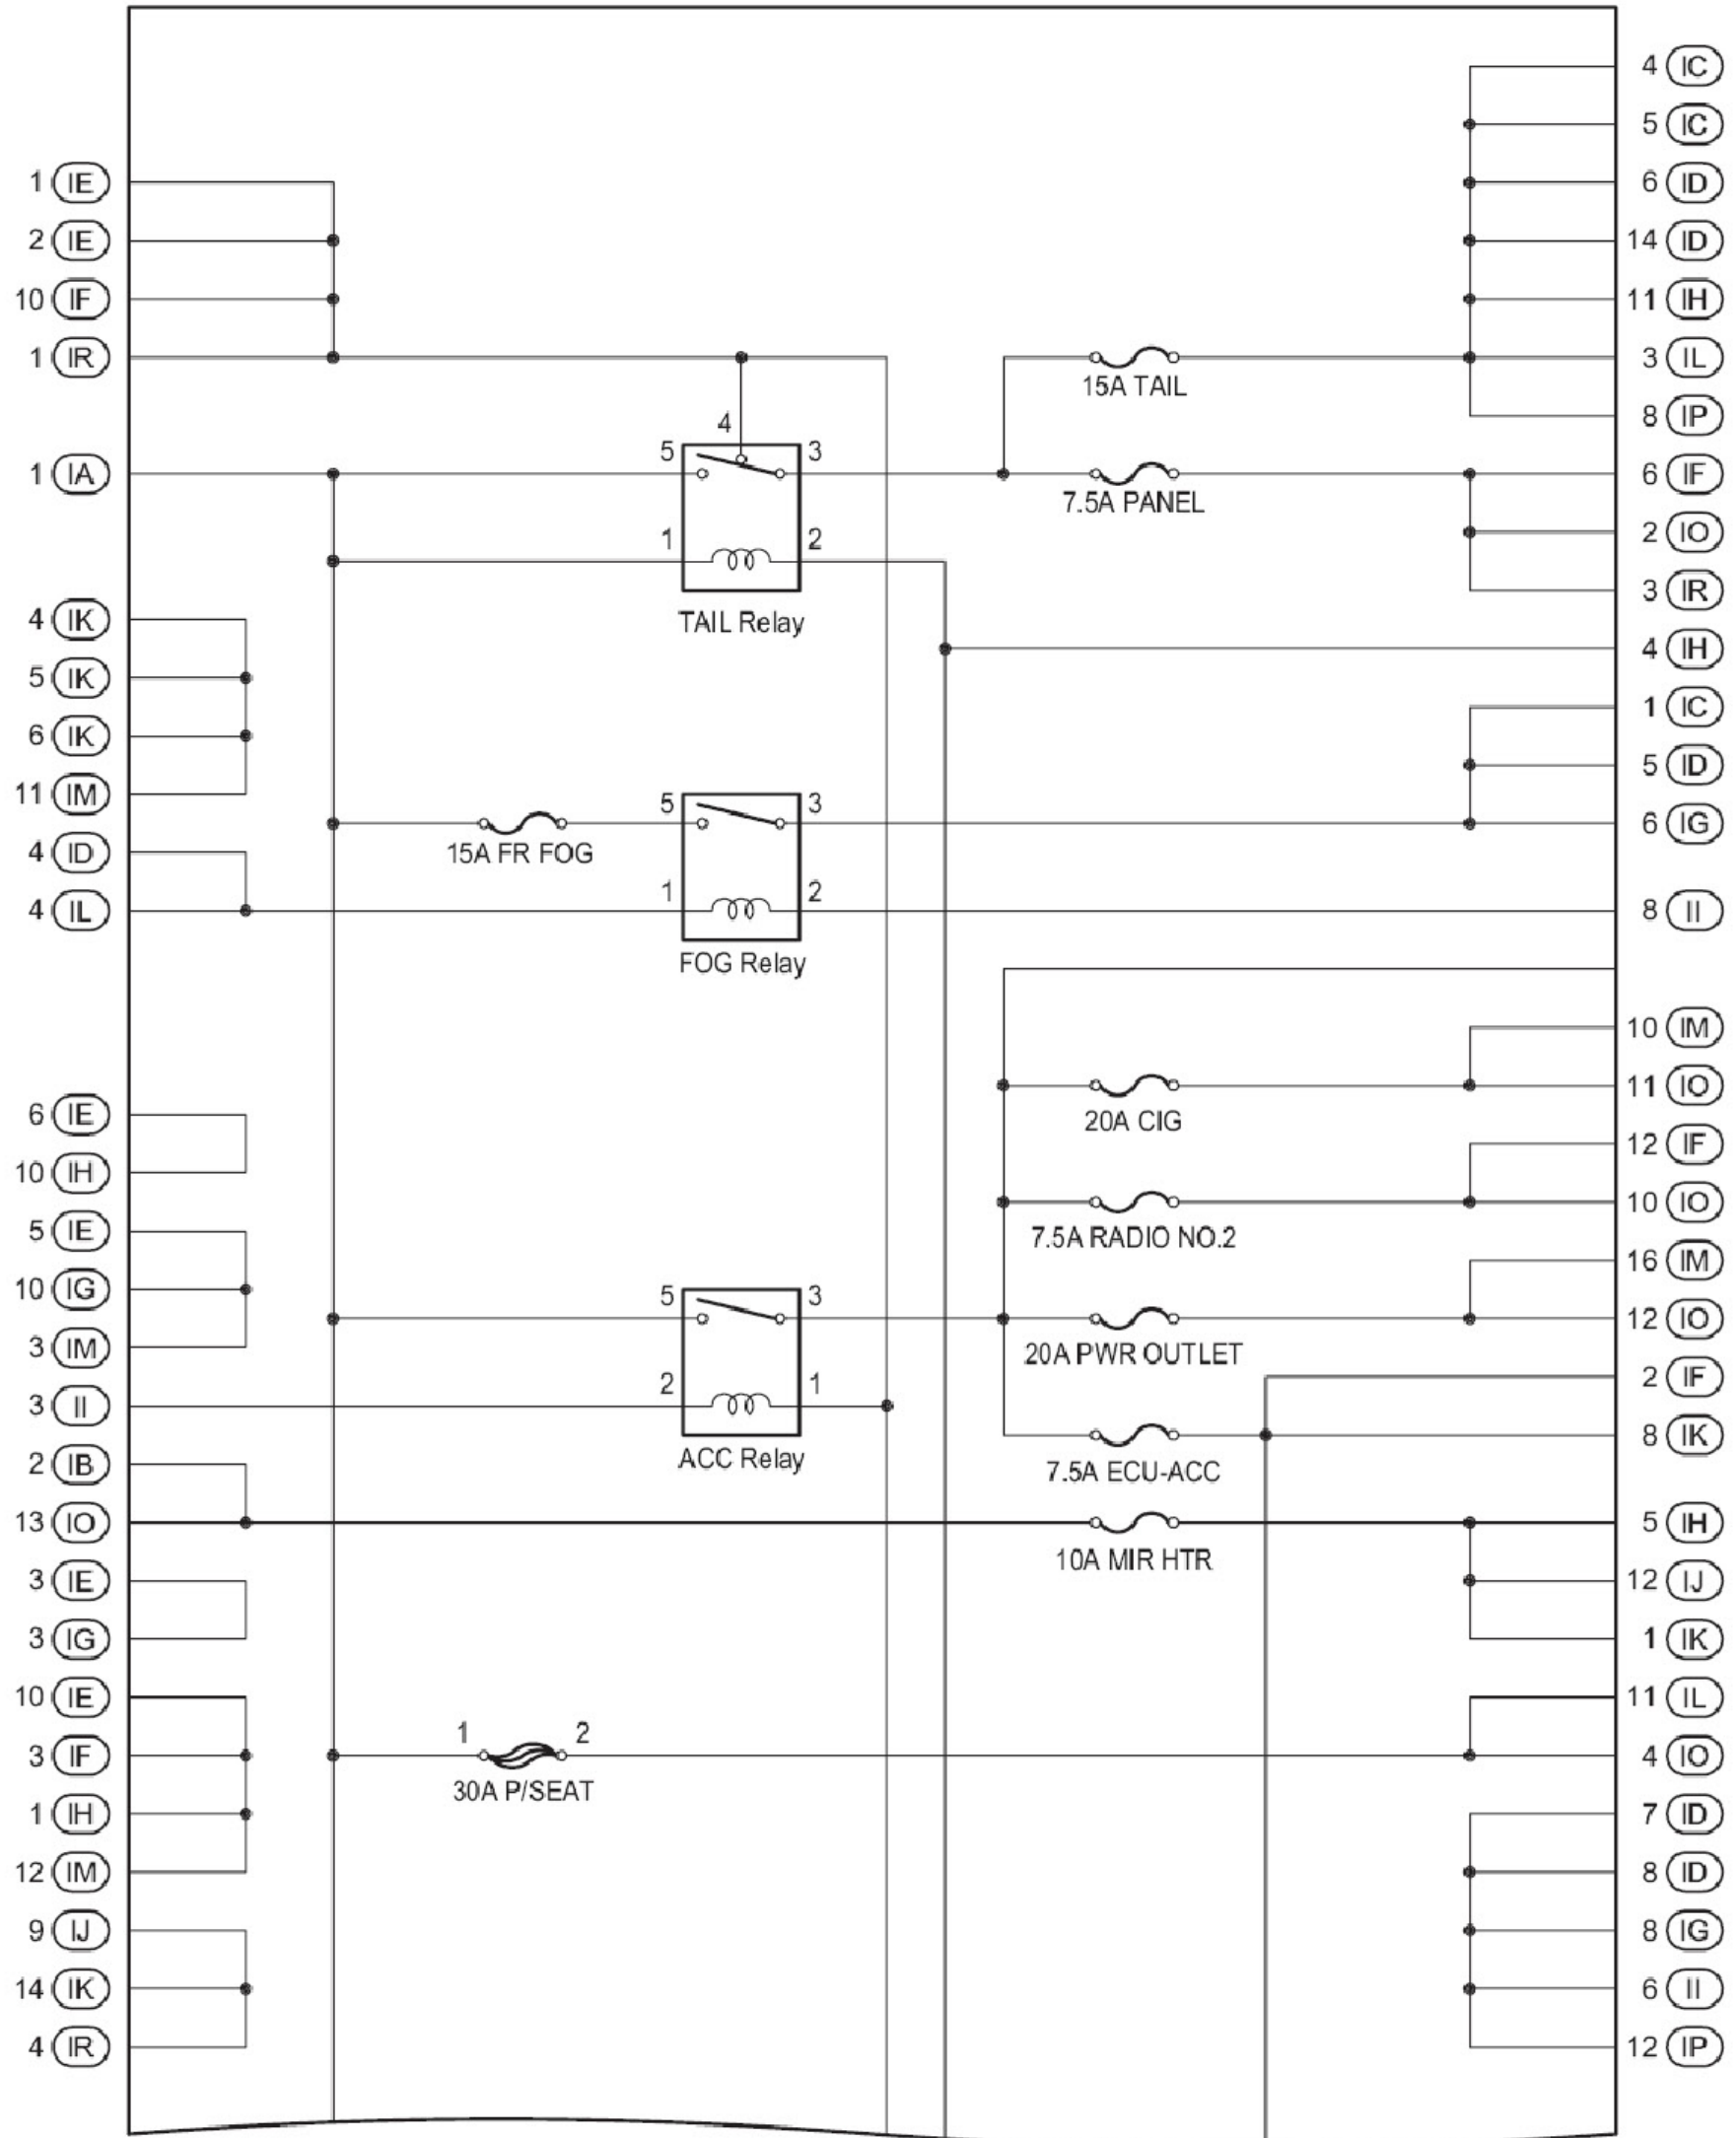 4 IC
5 IC
1 IE 6 ID
2 IE 14 ID
10 IF 11 IH
1 IR 3 IL
15A TAIL
4 8 IP
5 3
1 IA 6 IF
7.5A PANEL
1 2 2 IO
3 IR
4 IK TAIL Relay
4 IH
5 IK
1 IC
6 IK
5 ID
11 IM 5 3
6 IG
4 ID 15A FR FOG
1 2
4 IL 8 II
FOG Relay
10 IM
11 IO
6 IE 20A CIG
12 IF
10 IH
10 IO
5 IE 7.5A RADIO NO.2
16 IM
10 IG 5 3
12 IO
3 IM 20A PWR OUTLET
2 1 2 IF
3 II
8 IK
2 IB ACC Relay 7.5A ECU-ACC
13 IO 5 IH
10A MIR HTR
3 IE 12 IJ
3 IG 1 IK
10 IE 11 IL
1 2
3 IF 4 IO
30A P/SEAT
1 IH 7 ID
12 IM 8 ID
9 IJ 8 IG
14 IK 6 II
4 IR 12 IP